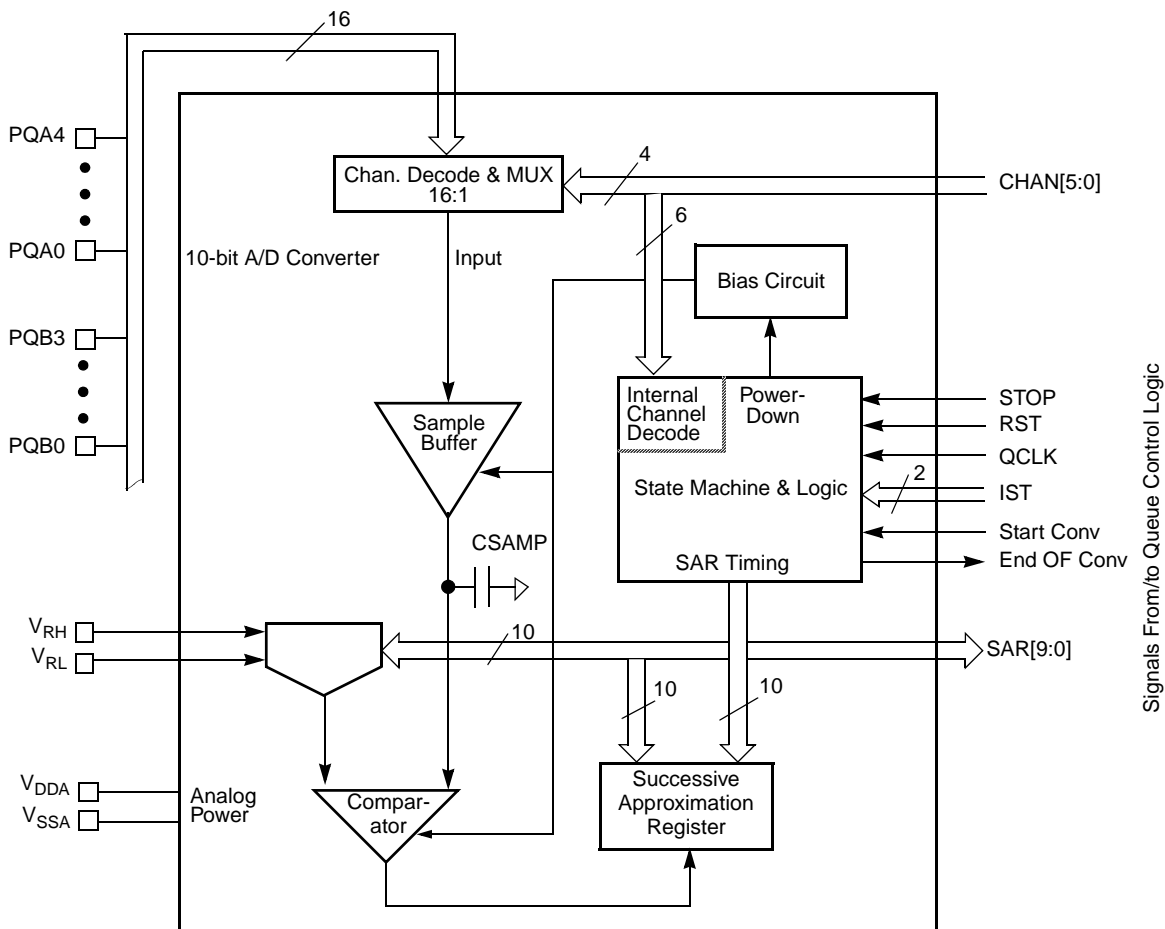 16
PQA4
PQA0
PQB3
PQB0
Chan. Decode & MUX
16:1
4
CHAN[5:0]
6
10-bit A/D Converter
Input
Bias Circuit
Internal
Channel
Decode
Power-
Down
STOP
RST
QCLK
2
IST
Start Conv
End OF Conv
State Machine & Logic
SAR Timing
Sample
Buffer
CSAMP
VRH
VRL
10
SAR[9:0]
10
10
VDDA
VSSA
Analog
Power
Compar-
ator
Successive
Approximation
Register
Signals From/to Queue Control Logic